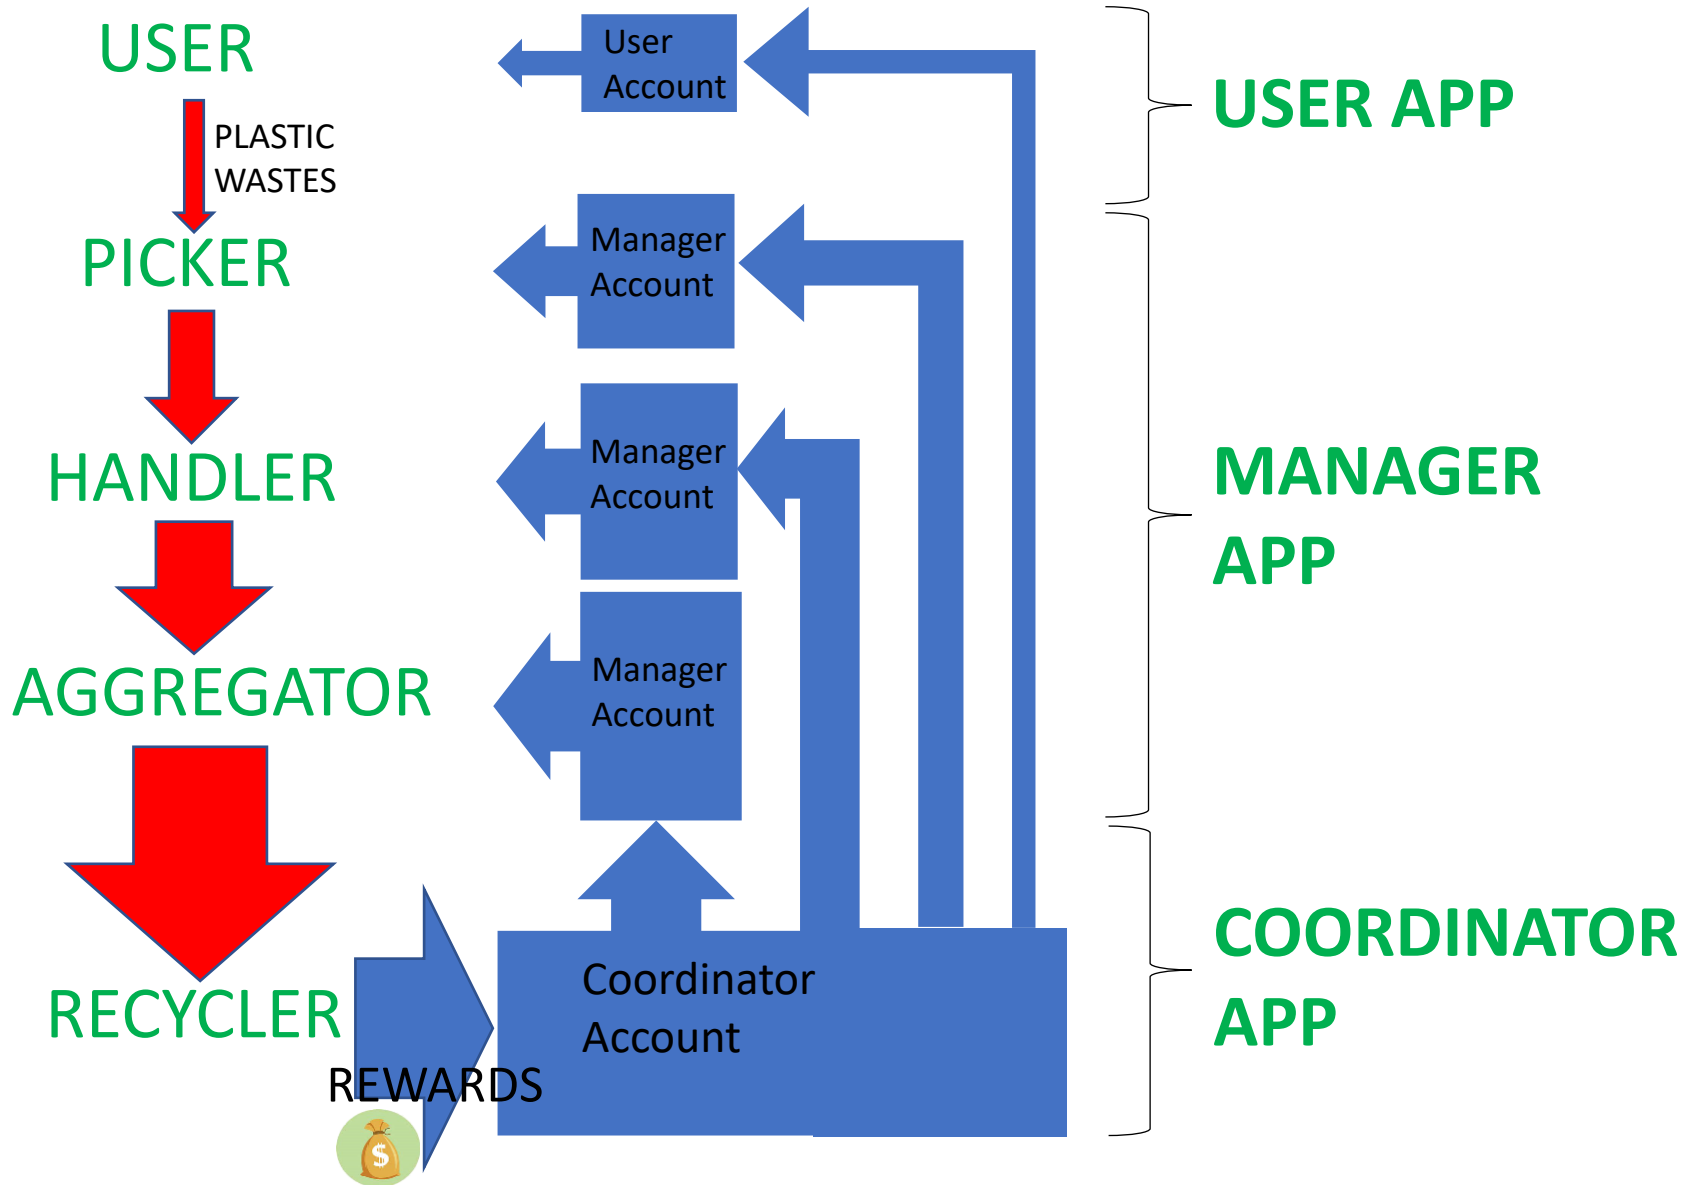 USER
User
Account
USER APP
PLASTIC
WASTES
PICKER
Manager
Account
HANDLER
Manager
Account
MANAGER
APP
AGGREGATOR
Manager
Account
RECYCLER
REWARDS
$
Coordinator
Account
COORDINATOR
APP